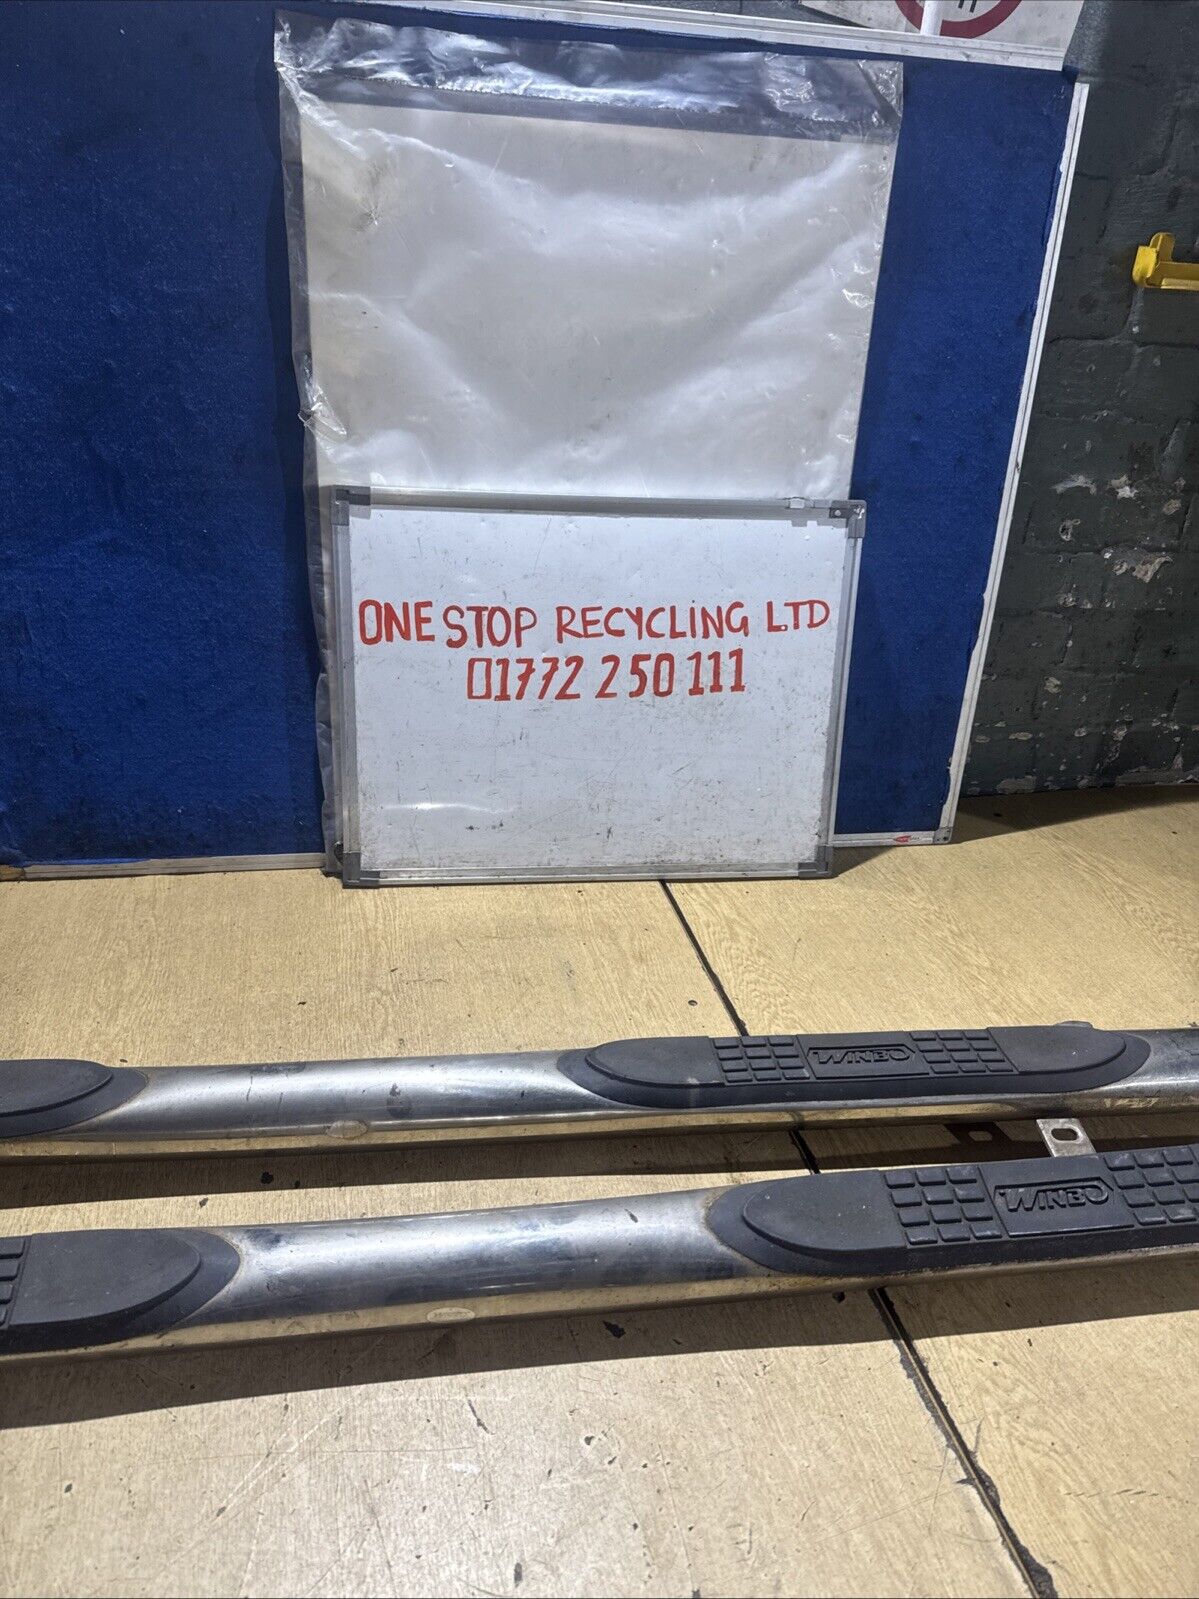 ONE STOP RECYCLING LTD
01772 250 111
WINBO
WINBO